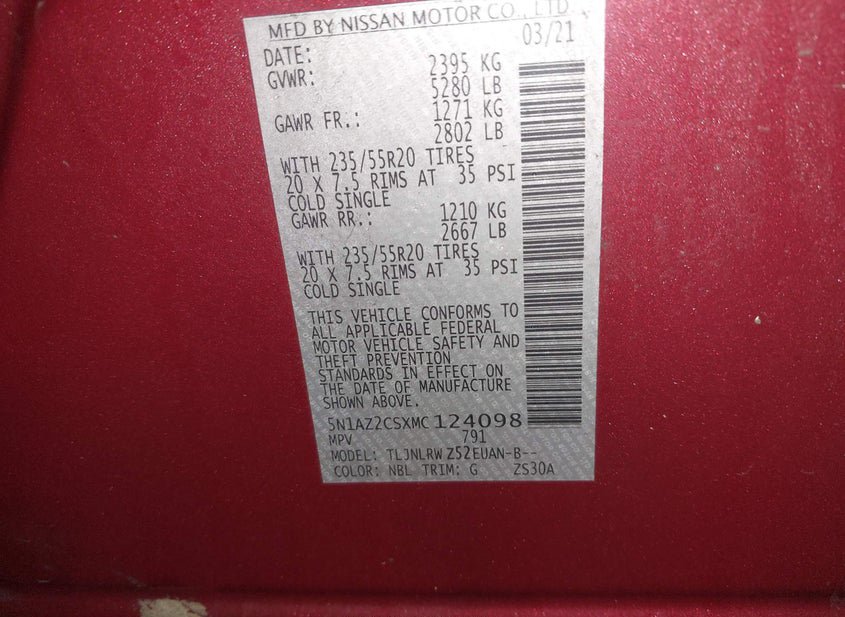 MFD BY NISSAN MOTOR CO., LTD.
DATE: 03/21
GVWR: 2395 KG
5280 LB
GAWR FR.: 1271 KG
2802 LB
WITH 235/55R20 TIRES
20 X 7.5 RIMS AT 35 PSI
COLD SINGLE
GAWR RR.: 1210 KG
2667 LB
WITH 235/55R20 TIRES
20 X 7.5 RIMS AT 35 PSI
COLD SINGLE
THIS VEHICLE CONFORMS TO
ALL APPLICABLE FEDERAL
MOTOR VEHICLE SAFETY AND
THEFT PREVENTION
STANDARDS IN EFFECT ON
THE DATE OF MANUFACTURE
SHOWN ABOVE.
5N1AZ2CSXMC124098
MPV 791
MODEL: TLJNLRW Z52EUAN-B--
COLOR: NBL TRIM: G ZS30A